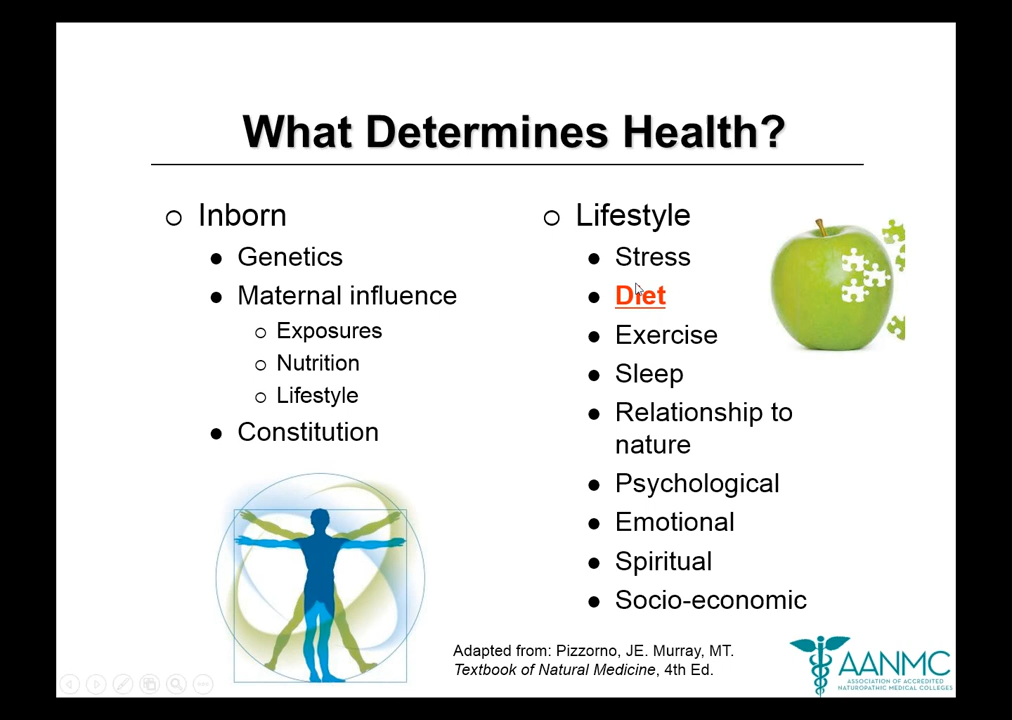 What Determines Health?
Inborn
Genetics
Maternal influence
Exposures
Nutrition
Lifestyle
Constitution
Lifestyle
Stress
Diet
Exercise
Sleep
Relationship to
nature
Psychological
Emotional
Spiritual
Socio-economic
Adapted from: Pizzorno, JE. Murray, MT.
Textbook of Natural Medicine, 4th Ed.
AANMC
ASSOCIATION OF ACCREDITED
NATUROPATHIC MEDICAL COLLEGES